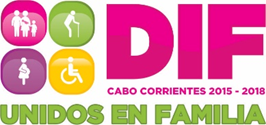 DIF
CABO CORRIENTES 2015 - 2018
UNIDOS EN FAMILIA